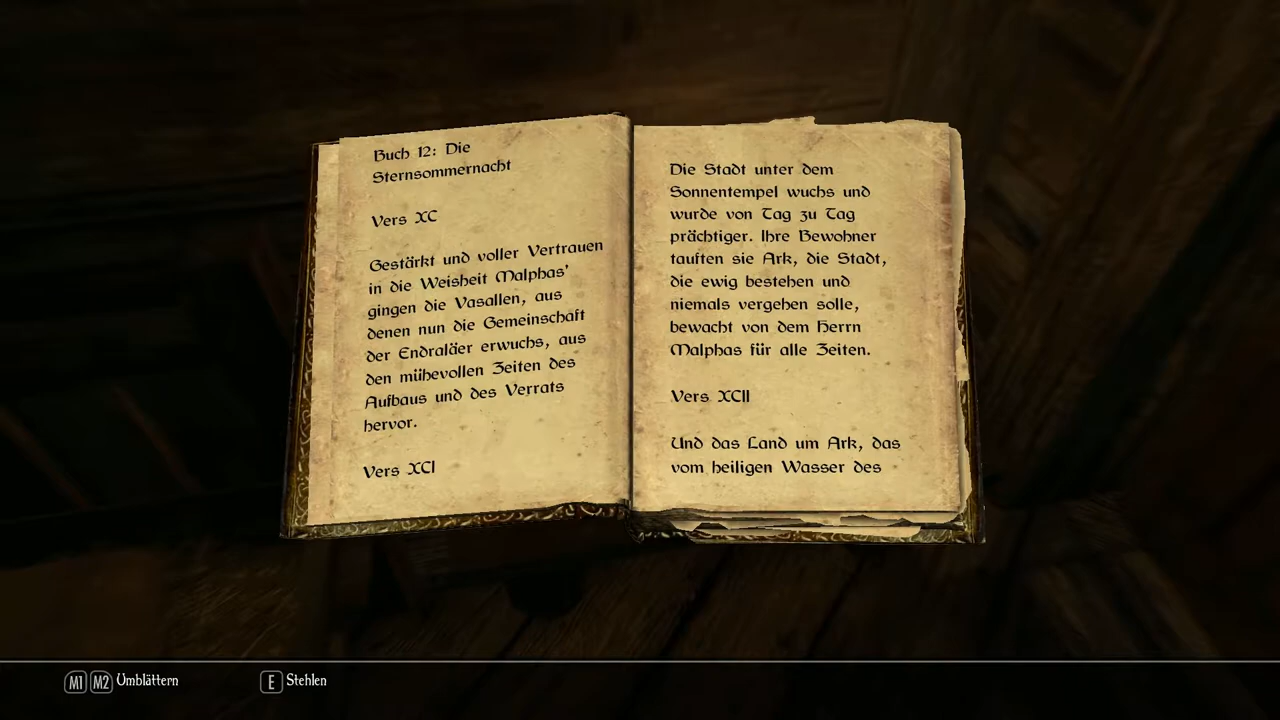 Buch 12: Die
Sternsommernacht
Vers XC
Gestärkt und voller Vertrauen
in die Weisheit Malphas'
gingen die Vasallen, aus
denen nun die Gemeinschaft
der Endraläer erwuchs, aus
den mühevollen Zeiten des
Aufbaus und des Verrats
hervor.
Vers XCI
Die Stadt unter dem
Sonnentempel wuchs und
wurde von Tag zu Tag
prächtiger. Ihre Bewohner
tauften sie Ark, die Stadt,
die ewig bestehen und
niemals vergehen solle,
bewacht von dem Herrn
Malphas für alle Zeiten.
Vers XCII
Und das Land um Ark, das
vom heiligen Wasser des
M1 M2 Umblättern
E Stehlen